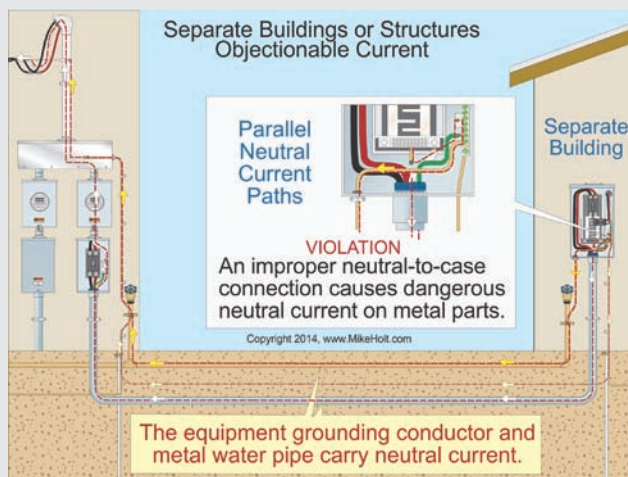 Separate Buildings or Structures
Objectionable Current
Parallel
Neutral
Current
Paths
Separate
Building
VIOLATION
An improper neutral-to-case
connection causes dangerous
neutral current on metal parts.
Copyright 2014, www.MikeHolt.com
The equipment grounding conductor and
metal water pipe carry neutral current.